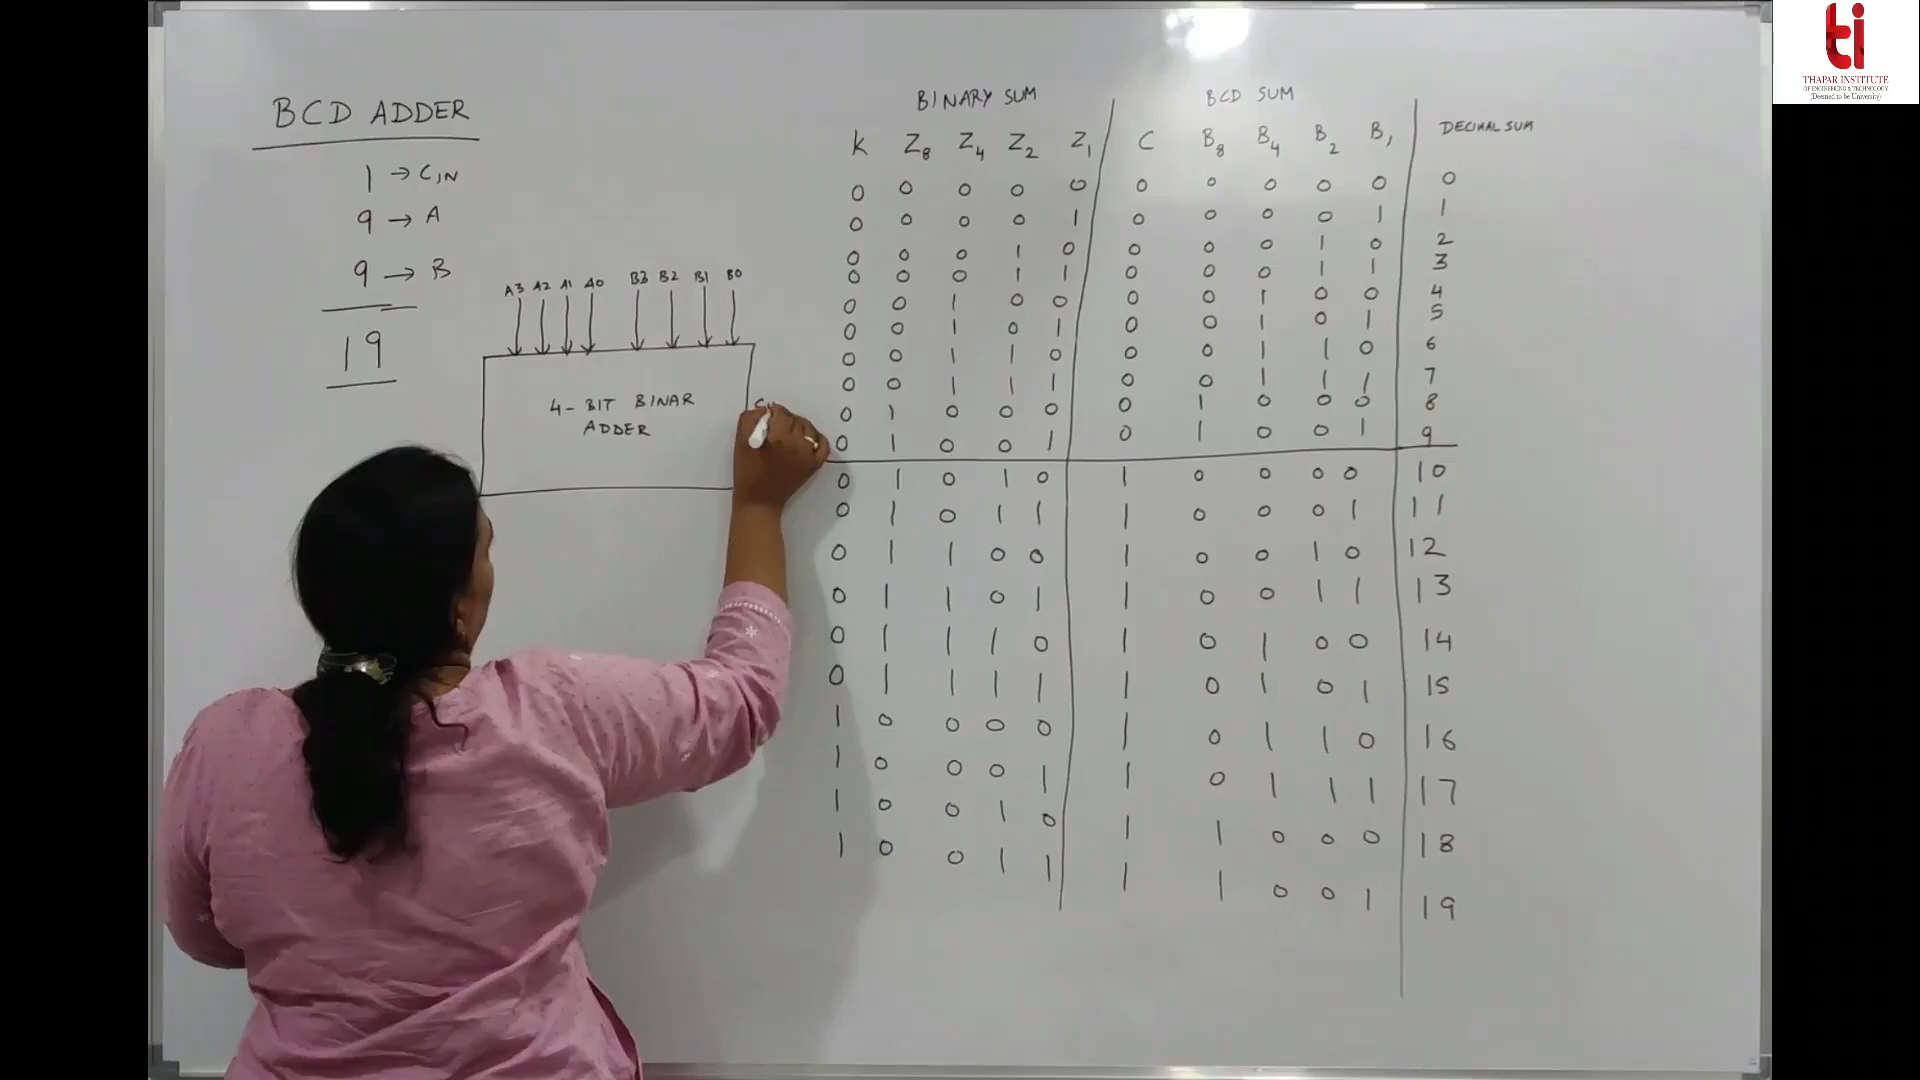 BCD ADDER
1 → C,N
9 → A
9 → B
19
A3 A2 A1 A0 B3 B2 B1 B0
4-BIT BINAR
ADDER
BINARY SUM BCD SUM DECIMAL SUM
K Z8 Z4 Z2 Z1 C B8 B4 B2 B1
0 0 0 0 0 0 0 0 0 0 0
0 0 0 0 1 0 0 0 0 1 1
0 0 0 1 0 0 0 0 1 0 2
0 0 0 1 1 0 0 0 1 1 3
0 0 1 0 0 0 0 1 0 0 4
0 0 1 0 1 0 0 1 0 1 5
0 0 1 1 0 0 0 1 1 0 6
0 0 1 1 1 0 0 1 1 1 7
0 1 0 0 0 0 1 0 0 0 8
0 1 0 0 1 0 1 0 0 1 9
0 1 0 1 0 1 0 0 0 0 10
0 1 0 1 1 1 0 0 0 1 11
0 1 1 0 0 1 0 0 1 0 12
0 1 1 0 1 1 0 0 1 1 13
0 1 1 1 0 1 0 1 0 0 14
0 1 1 1 1 1 0 1 0 1 15
1 0 0 0 0 1 0 1 1 0 16
1 0 0 0 1 1 0 1 1 1 17
1 0 0 1 0 1 1 0 0 0 18
1 0 0 1 1 1 1 0 0 1 19
ti
THAPAR INSTITUTE
OF ENGINEERING & TECHNOLOGY
(Deemed to be University)